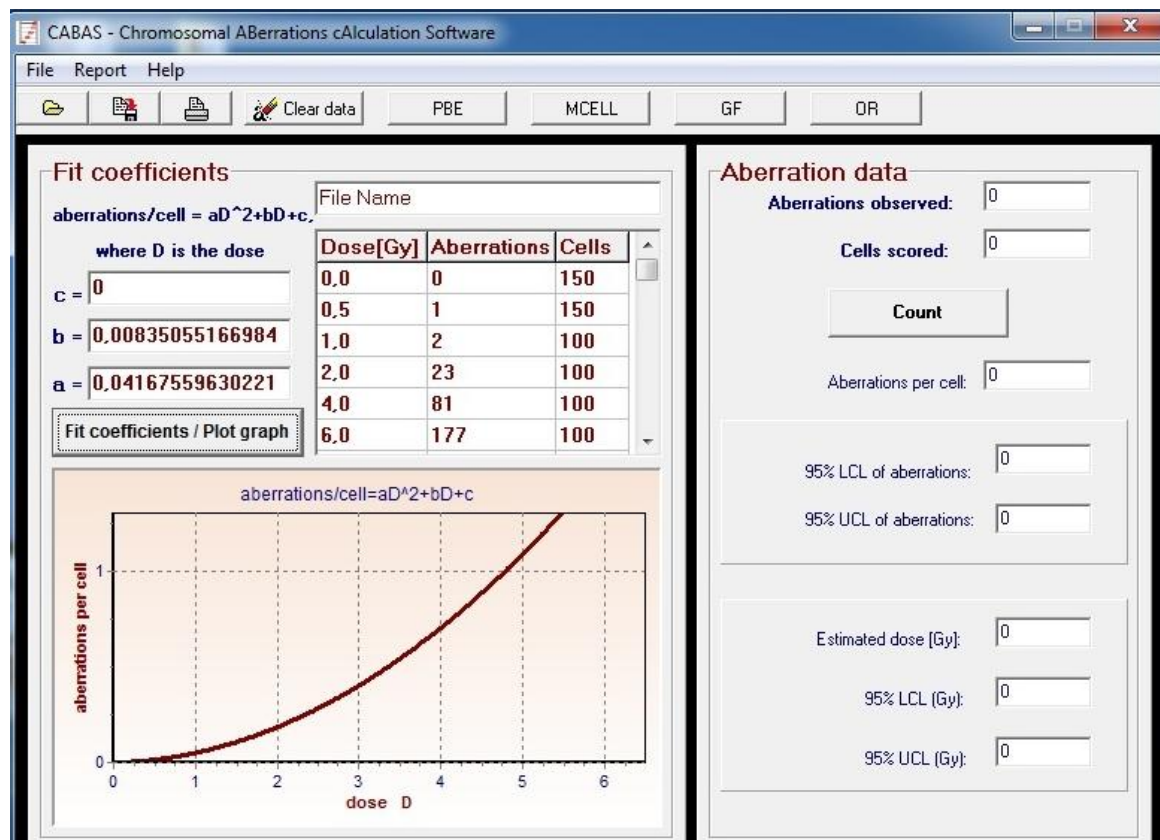 CABAS - Chromosomal ABerrations cAlculation Software
File Report Help
Clear data PBE MCELL GF OR
Fit coefficients
aberrations/cell = aD^2+bD+c,
where D is the dose
c = 0
b = 0,00835055166984
a = 0,04167559630221
Fit coefficients / Plot graph
File Name
Dose[Gy] Aberrations Cells
0,0 0 150
0,5 1 150
1,0 2 100
2,0 23 100
4,0 81 100
6,0 177 100
aberrations/cell=aD^2+bD+c
aberrations per cell
1
0
0 1 2 3 4 5 6
dose D
Aberration data
Aberrations observed: 0
Cells scored: 0
Count
Aberrations per cell: 0
95% LCL of aberrations: 0
95% UCL of aberrations: 0
Estimated dose [Gy]: 0
95% LCL (Gy): 0
95% UCL (Gy): 0